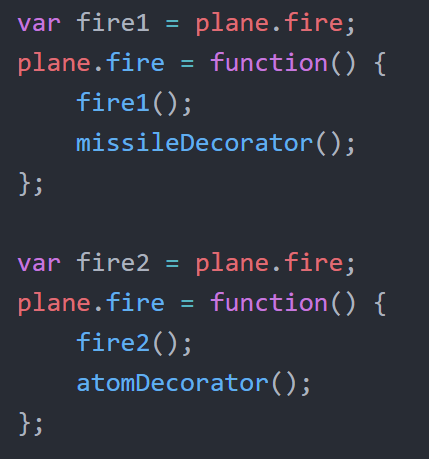 var fire1 = plane.fire;
plane.fire = function() {
    fire1();
    missileDecorator();
};

var fire2 = plane.fire;
plane.fire = function() {
    fire2();
    atomDecorator();
};